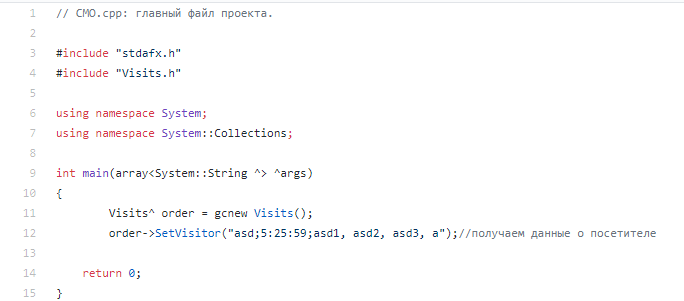 1 // СМО.cpp: главный файл проекта.
2
3 #include "stdafx.h"
4 #include "Visits.h"
5
6 using namespace System;
7 using namespace System::Collections;
8
9 int main(array<System::String ^> ^args)
10 {
11 Visits^ order = gcnew Visits();
12 order->SetVisitor("asd;5:25:59;asd1, asd2, asd3, a");//получаем данные о посетителе
13
14 return 0;
15 }